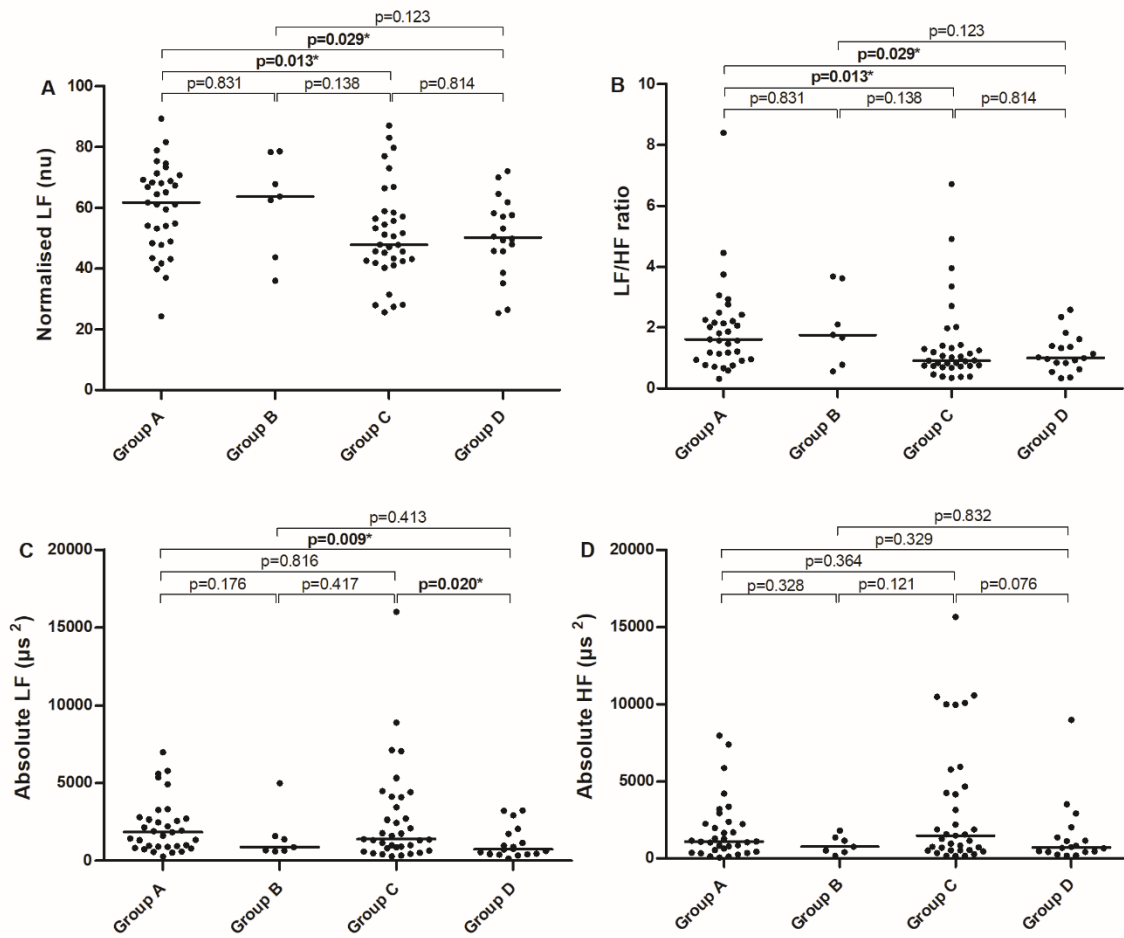 p=0.123
p=0.029*
p=0.013*
p=0.831 p=0.138 p=0.814
A
100
80
60
40
20
0
Normalised LF (nu)
Group A Group B Group C Group D
p=0.123
p=0.029*
p=0.013*
p=0.831 p=0.138 p=0.814
B
10
8
6
4
2
0
LF/HF ratio
Group A Group B Group C Group D
p=0.413
p=0.009*
p=0.816
p=0.176 p=0.417 p=0.020*
C
20000
15000
10000
5000
0
Absolute LF (µs ²)
Group A Group B Group C Group D
p=0.832
p=0.329
p=0.364
p=0.328 p=0.121 p=0.076
D
20000
15000
10000
5000
0
Absolute HF (µs ²)
Group A Group B Group C Group D